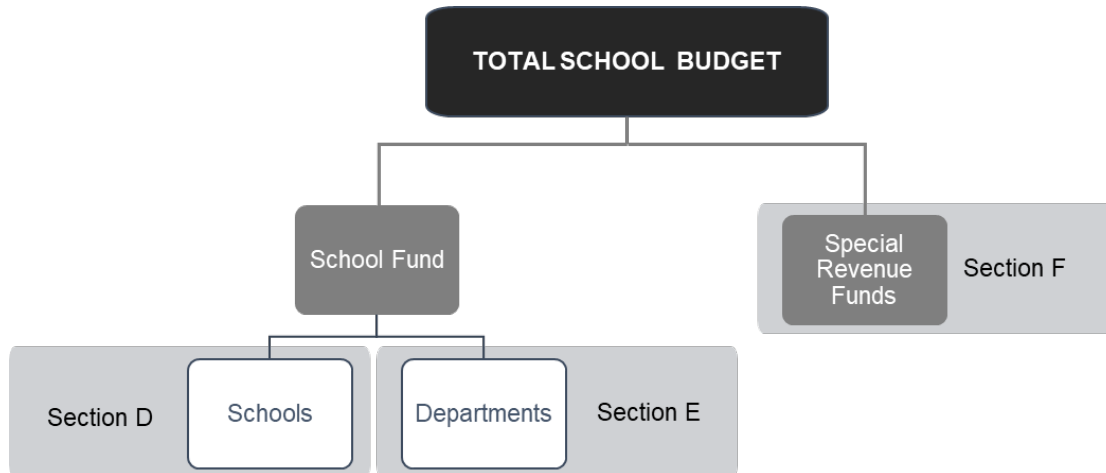 TOTAL SCHOOL BUDGET
School Fund
Special
Revenue
Funds
Section F
Section D
Schools
Departments
Section E